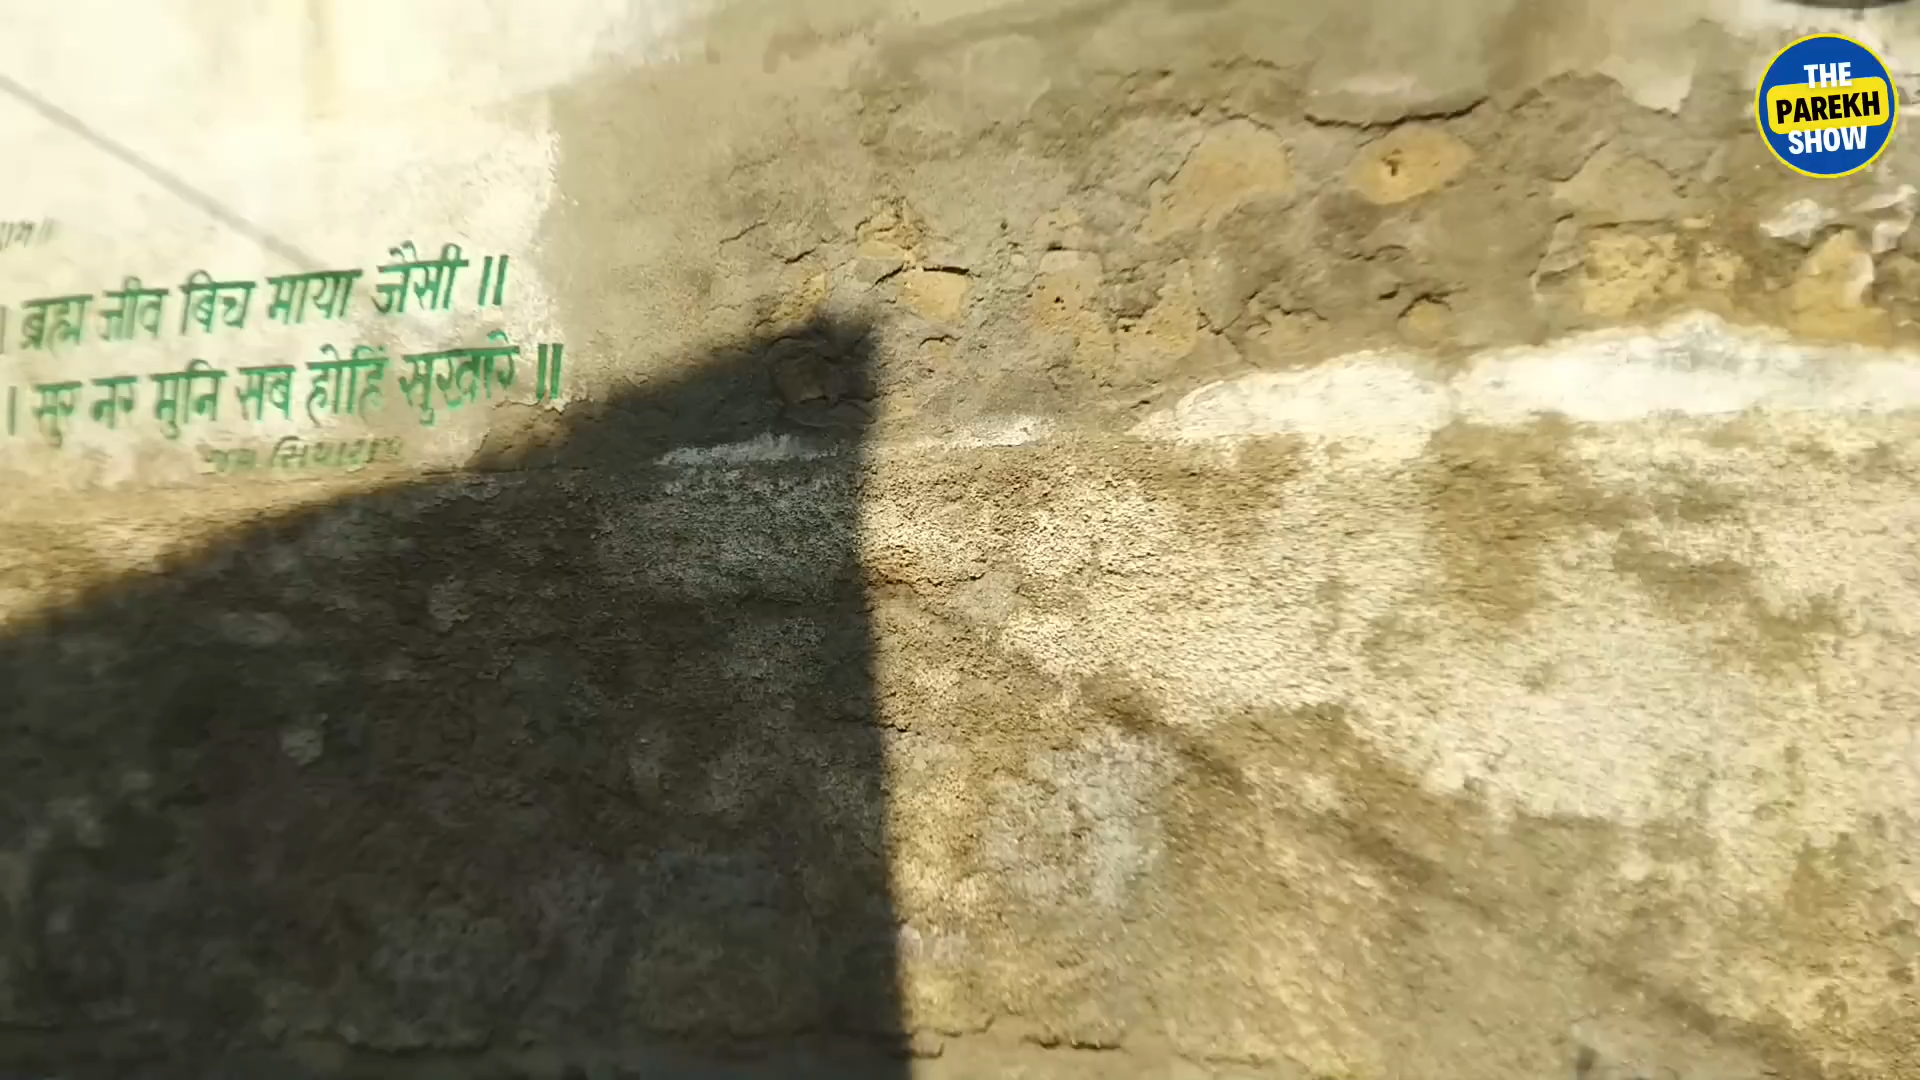 । ब्रह्म जीव बिच माया जैसी ॥
। सुर नर मुनि सब होहिं सुखारे ॥
THE
PAREKH
SHOW